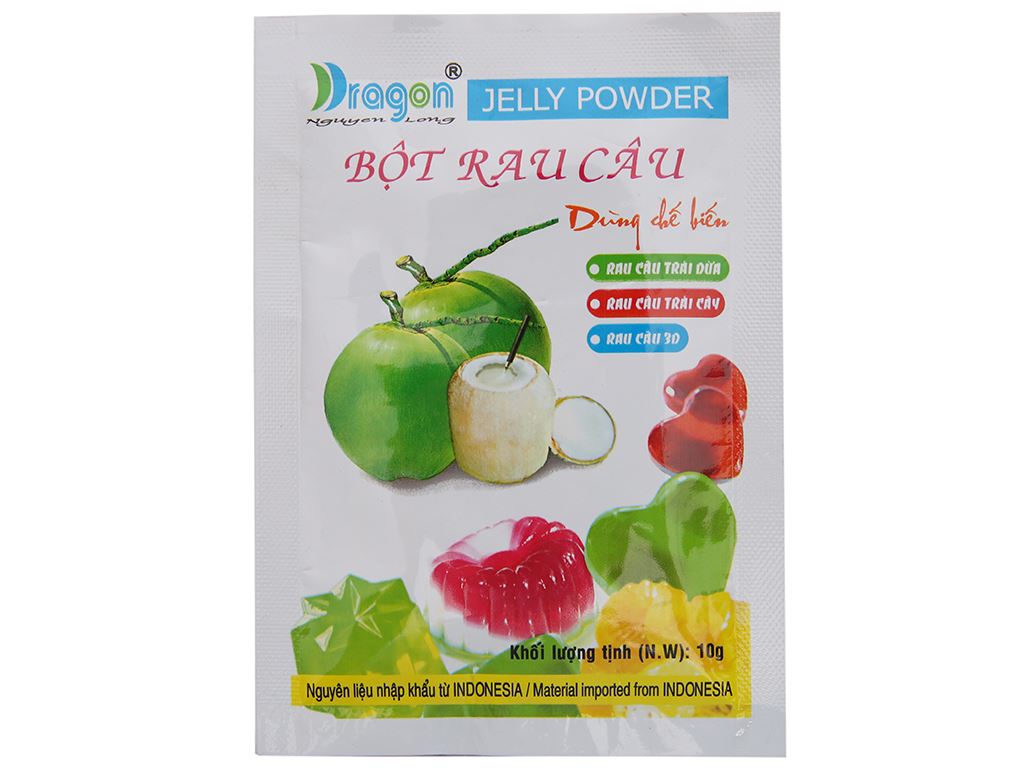 Dragon®
Nguyen Long
JELLY POWDER
BỘT RAU CÂU
Dùng chế biến
RAU CÂU TRÁI DỪA
RAU CÂU TRÁI CÂY
RAU CÂU 3D
Khối lượng tịnh (N.W): 10g
Nguyên liệu nhập khẩu từ INDONESIA / Material imported from INDONESIA